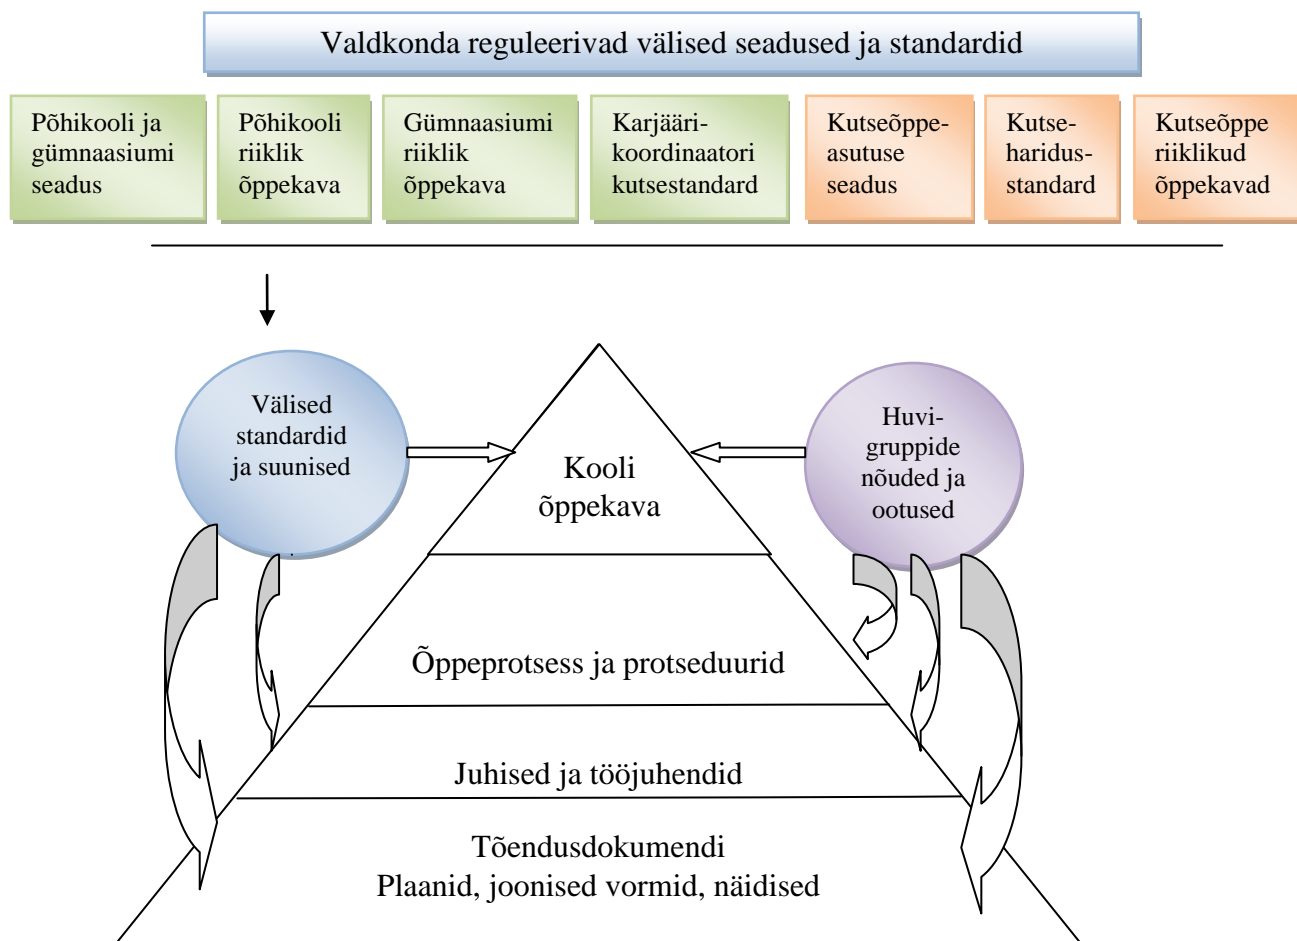 Valdkonda reguleerivad välised seadused ja standardid
Põhikooli ja
gümnaasiumi
seadus
Põhikooli
riiklik
õppekava
Gümnaasiumi
riiklik
õppekava
Karjääri-
koordinaatori
kutsestandard
Kutseõppe-
asutuse
seadus
Kutse-
haridus-
standard
Kutseõppe
riiklikud
õppekavad
Välised
standardid
ja suunised
Kooli
õppekava
Huvi-
gruppide
nõuded ja
ootused
Õppeprotsess ja protseduurid
Juhised ja tööjuhendid
Tõendusdokumendi
Plaanid, joonised vormid, näidised